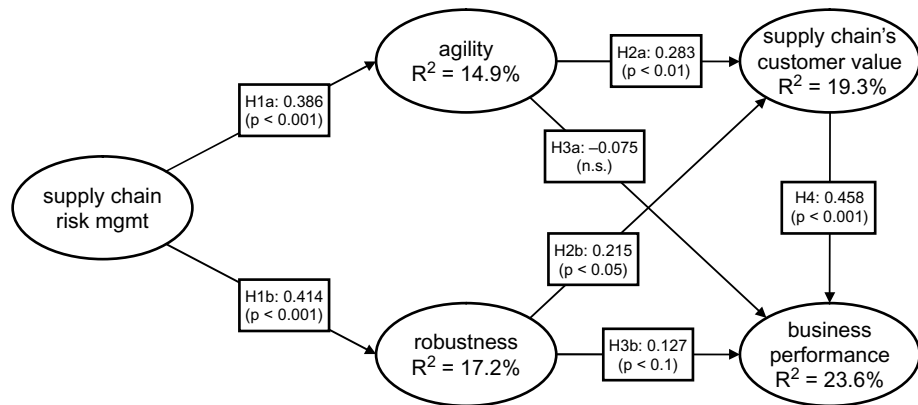 agility
R² = 14.9%
H2a: 0.283
(p < 0.01)
supply chain's
customer value
R² = 19.3%
H1a: 0.386
(p < 0.001)
H3a: –0.075
(n.s.)
supply chain
risk mgmt
H4: 0.458
(p < 0.001)
H2b: 0.215
(p < 0.05)
H1b: 0.414
(p < 0.001)
robustness
R² = 17.2%
H3b: 0.127
(p < 0.1)
business
performance
R² = 23.6%